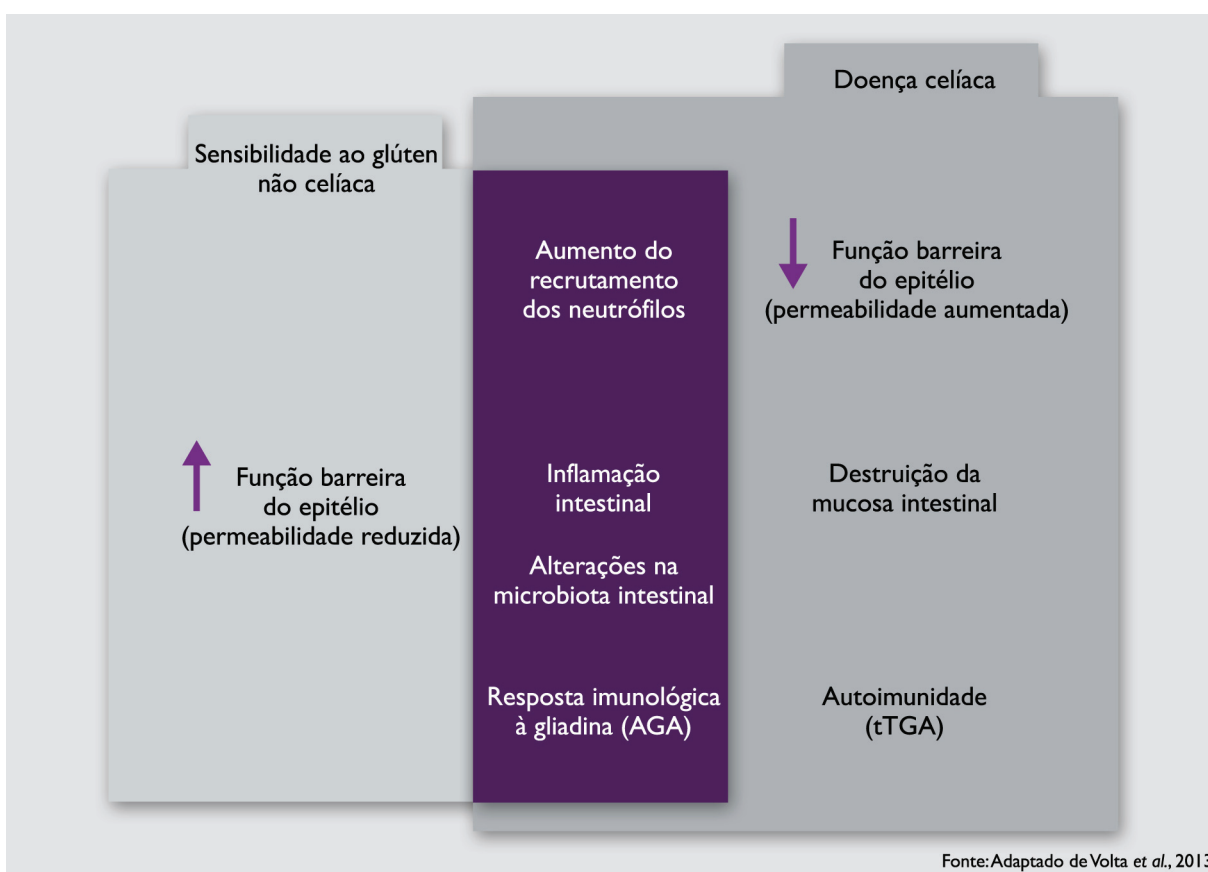 Doença celíaca
Sensibilidade ao glúten
não celíaca
Aumento do
recrutamento
dos neutrófilos
Função barreira
do epitélio
(permeabilidade aumentada)
Função barreira
do epitélio
(permeabilidade reduzida)
Inflamação
intestinal
Destruição da
mucosa intestinal
Alterações na
microbiota intestinal
Resposta imunológica
à gliadina (AGA)
Autoimunidade
(tTGA)
Fonte: Adaptado de Volta et al., 2013